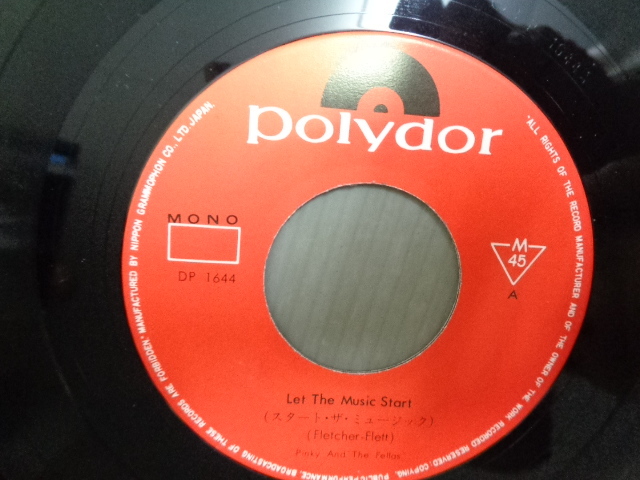 polydor
MONO
DP 1644
M
45
A
Let The Music Start
(スタート・ザ・ミュージック)
(Fletcher-Flett)
Pinky And The Fellas
MANUFACTURED BY NIPPON GRAMMOPHON CO., LTD. JAPAN.
"ALL RIGHTS OF THE RECORD MANUFACTURER AND OF THE OWNER OF THE WORK RECORDED RESERVED. COPYING, PUBLIC PERFORMANCE, BROADCASTING OF THESE RECORDS ARE FORBIDDEN"